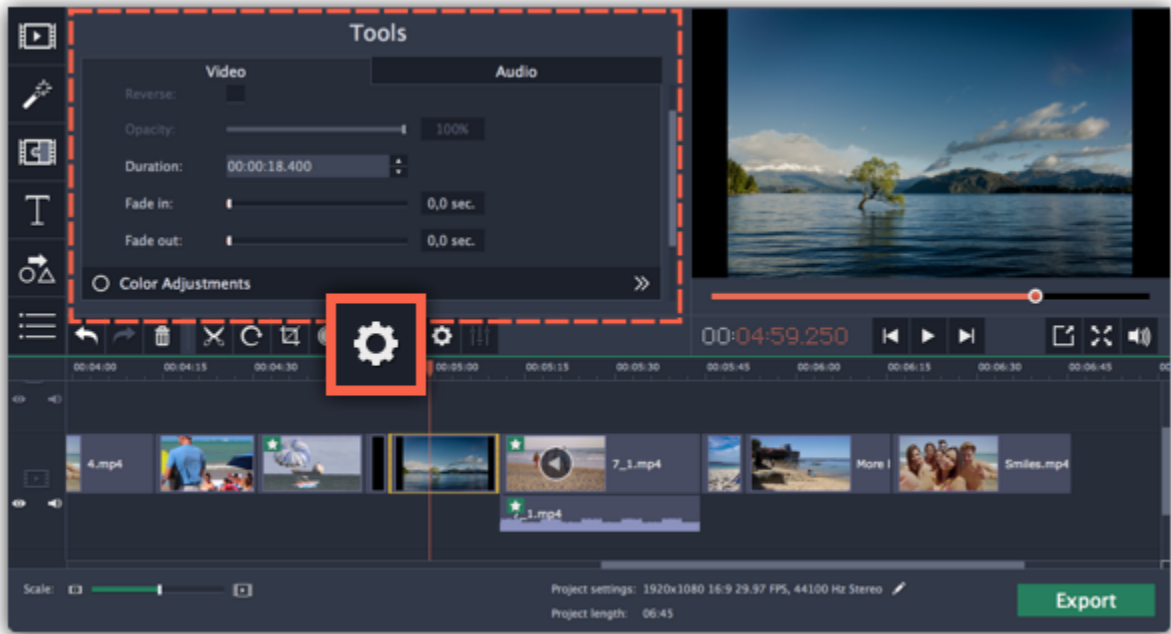 Tools
Video
Audio
Reverse:
Opacity:
100%
Duration:
00:00:18.400
Fade in:
0,0 sec.
Fade out:
0,0 sec.
Color Adjustments
T
00:04:59.250
00:04:00
00:04:15
00:04:30
00:05:00
00:05:15
00:05:30
00:05:45
00:06:00
00:06:15
00:06:30
00:06:45
4.mp4
7_1.mp4
More
Smiles.mp4
7_1.mp4
Scale:
Project settings: 1920x1080 16:9 29.97 FPS, 44100 Hz Stereo
Project length: 06:45
Export